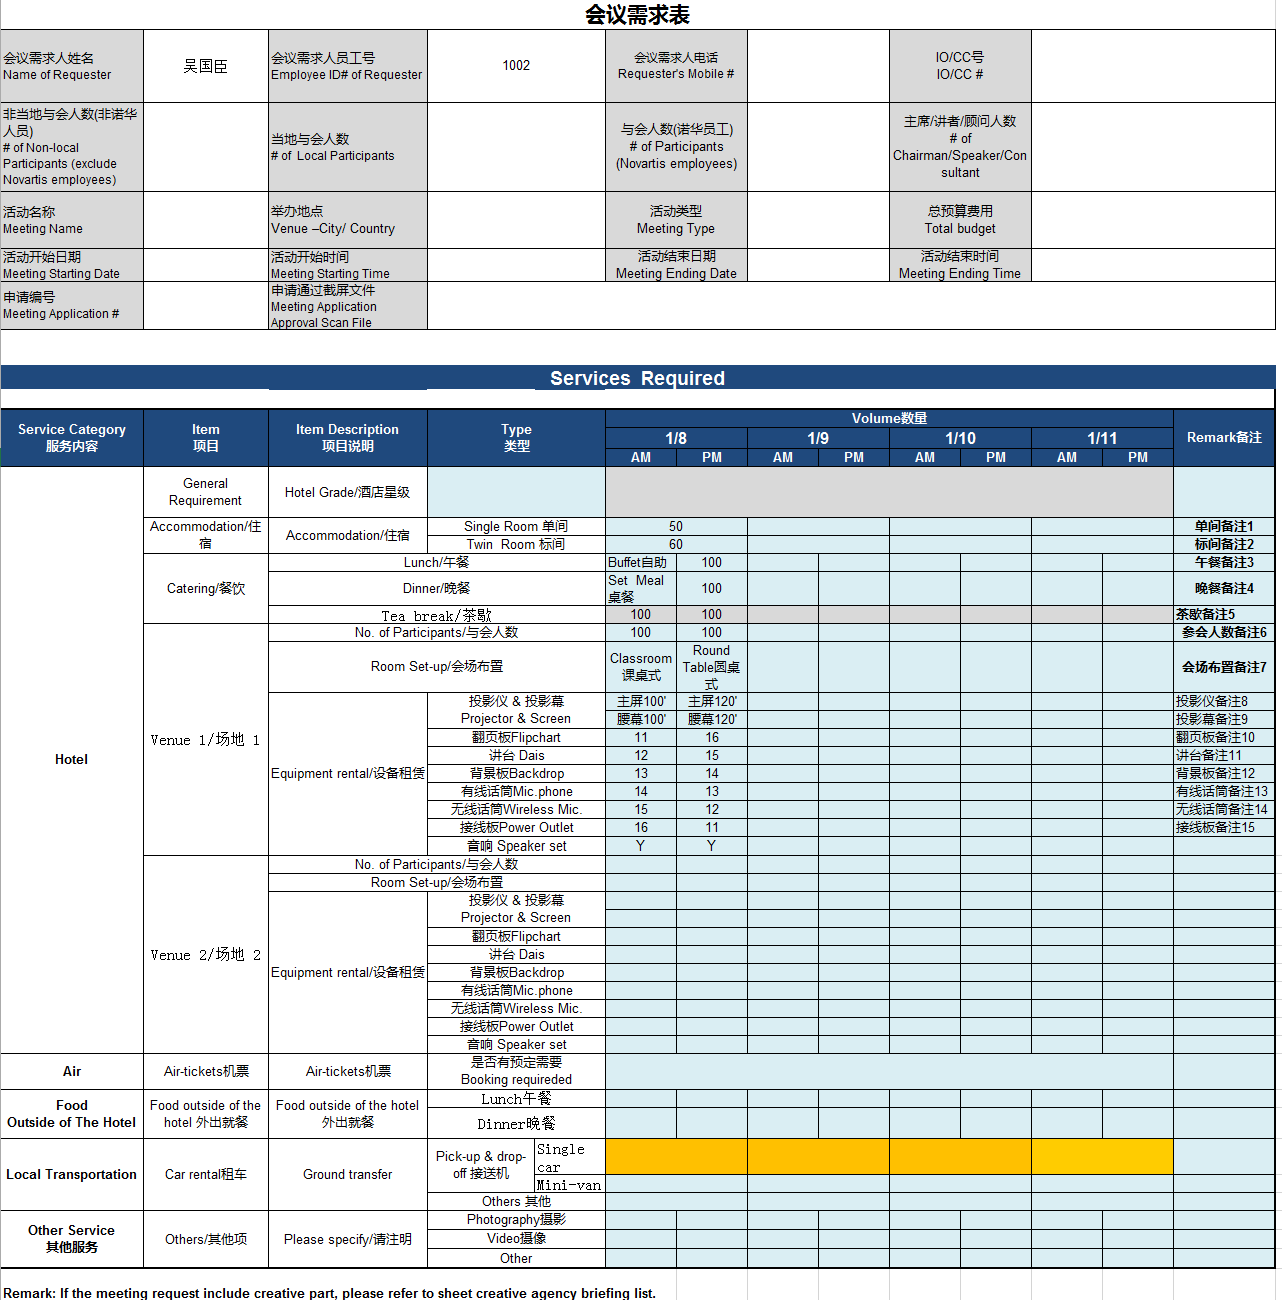 会议需求表
会议需求人姓名
Name of Requester
吴国臣
会议需求人员工号
Employee ID# of Requester
1002
会议需求人电话
Requester's Mobile #
IO/CC号
IO/CC #
非当地与会人数(非诺华
人员)
# of Non-local
Participants (exclude
Novartis employees)
当地与会人数
# of Local Participants
与会人数(诺华员工)
# of Participants
(Novartis employees)
主席/讲者/顾问人数
# of
Chairman/Speaker/Con
sultant
活动名称
Meeting Name
举办地点
Venue –City/ Country
活动类型
Meeting Type
总预算费用
Total budget
活动开始日期
Meeting Starting Date
活动开始时间
Meeting Starting Time
活动结束日期
Meeting Ending Date
活动结束时间
Meeting Ending Time
申请编号
Meeting Application #
申请通过截屏文件
Meeting Application
Approval Scan File
Services Required
Service Category
服务内容
Item
项目
Item Description
项目说明
Type
类型
Volume数量
1/8 1/9 1/10 1/11
AM PM AM PM AM PM AM PM
Remark备注
Hotel
General
Requirement
Hotel Grade/酒店星级
Accommodation/住
宿
Accommodation/住宿
Single Room 单间 50 单间备注1
Twin Room 标间 60 标间备注2
Catering/餐饮
Lunch/午餐 Buffet自助 100 午餐备注3
Dinner/晚餐
Set Meal
桌餐
100 晚餐备注4
Tea break/茶歇 100 100 茶歇备注5
Venue 1/场地 1
No. of Participants/与会人数 100 100 参会人数备注6
Room Set-up/会场布置
Classroom
课桌式
Round
Table圆桌
式
会场布置备注7
Equipment rental/设备租赁
投影仪 & 投影幕
Projector & Screen
主屏100' 主屏120' 投影仪备注8
腰幕100' 腰幕120' 投影幕备注9
翻页板Flipchart 11 16 翻页板备注10
讲台 Dais 12 15 讲台备注11
背景板Backdrop 13 14 背景板备注12
有线话筒Mic.phone 14 13 有线话筒备注13
无线话筒Wireless Mic. 15 12 无线话筒备注14
接线板Power Outlet 16 11 接线板备注15
音响 Speaker set Y Y
Venue 2/场地 2
No. of Participants/与会人数
Room Set-up/会场布置
Equipment rental/设备租赁
投影仪 & 投影幕
Projector & Screen
翻页板Flipchart
讲台 Dais
背景板Backdrop
有线话筒Mic.phone
无线话筒Wireless Mic.
接线板Power Outlet
音响 Speaker set
Air
Air-tickets机票
Air-tickets机票
是否有预定需要
Booking requireded
Food
Outside of The Hotel
Food outside of the
hotel 外出就餐
Food outside of the hotel
外出就餐
Lunch午餐
Dinner晚餐
Local Transportation
Car rental租车
Ground transfer
Pick-up & drop-
off 接送机
Single
car
Mini-van
Others 其他
Other Service
其他服务
Others/其他项
Please specify/请注明
Photography摄影
Video摄像
Other
Remark: If the meeting request include creative part, please refer to sheet creative agency briefing list.